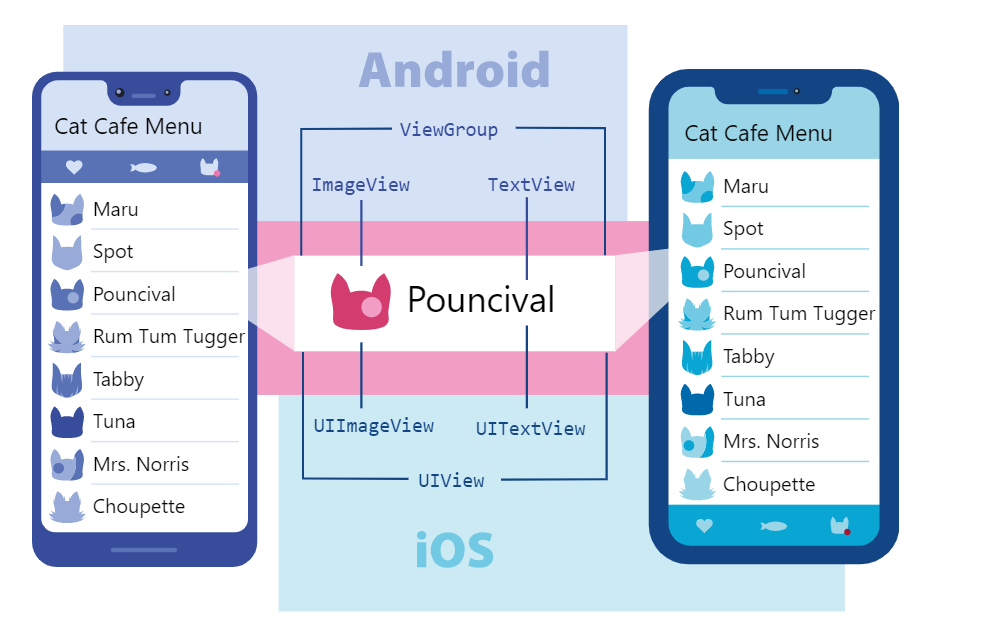 Android
Cat Cafe Menu
Maru
Spot
Pouncival
Rum Tum Tugger
Tabby
Tuna
Mrs. Norris
Choupette
ViewGroup
ImageView TextView
Pouncival
UIImageView UITextView
UIView
iOS
Cat Cafe Menu
Maru
Spot
Pouncival
Rum Tum Tugger
Tabby
Tuna
Mrs. Norris
Choupette